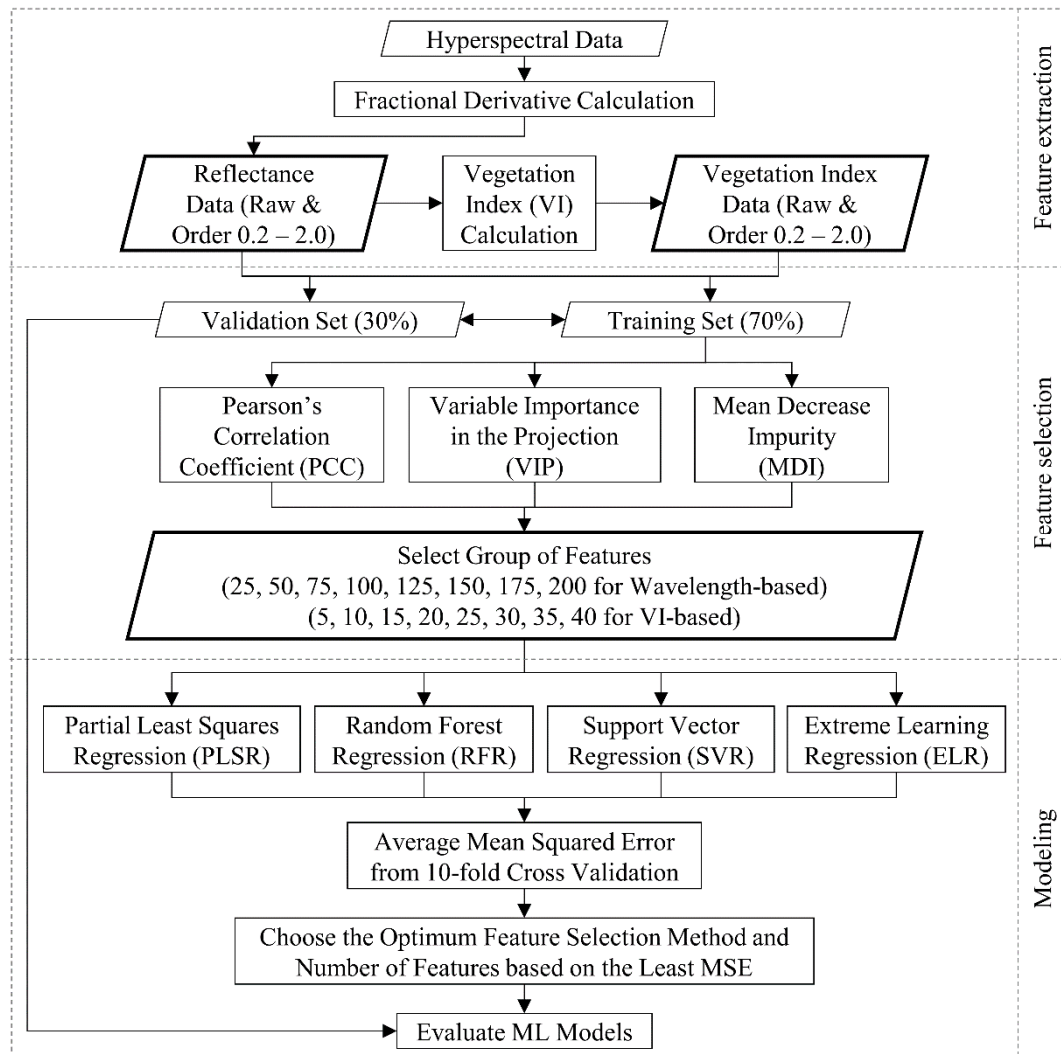 Hyperspectral Data
Fractional Derivative Calculation
Reflectance
Data (Raw &
Order 0.2 – 2.0)
Vegetation
Index (VI)
Calculation
Vegetation Index
Data (Raw &
Order 0.2 – 2.0)
Feature extraction
Validation Set (30%)
Training Set (70%)
Pearson's
Correlation
Coefficient (PCC)
Variable Importance
in the Projection
(VIP)
Mean Decrease
Impurity
(MDI)
Select Group of Features
(25, 50, 75, 100, 125, 150, 175, 200 for Wavelength-based)
(5, 10, 15, 20, 25, 30, 35, 40 for VI-based)
Feature selection
Partial Least Squares
Regression (PLSR)
Random Forest
Regression (RFR)
Support Vector
Regression (SVR)
Extreme Learning
Regression (ELR)
Average Mean Squared Error
from 10-fold Cross Validation
Choose the Optimum Feature Selection Method and
Number of Features based on the Least MSE
Evaluate ML Models
Modeling